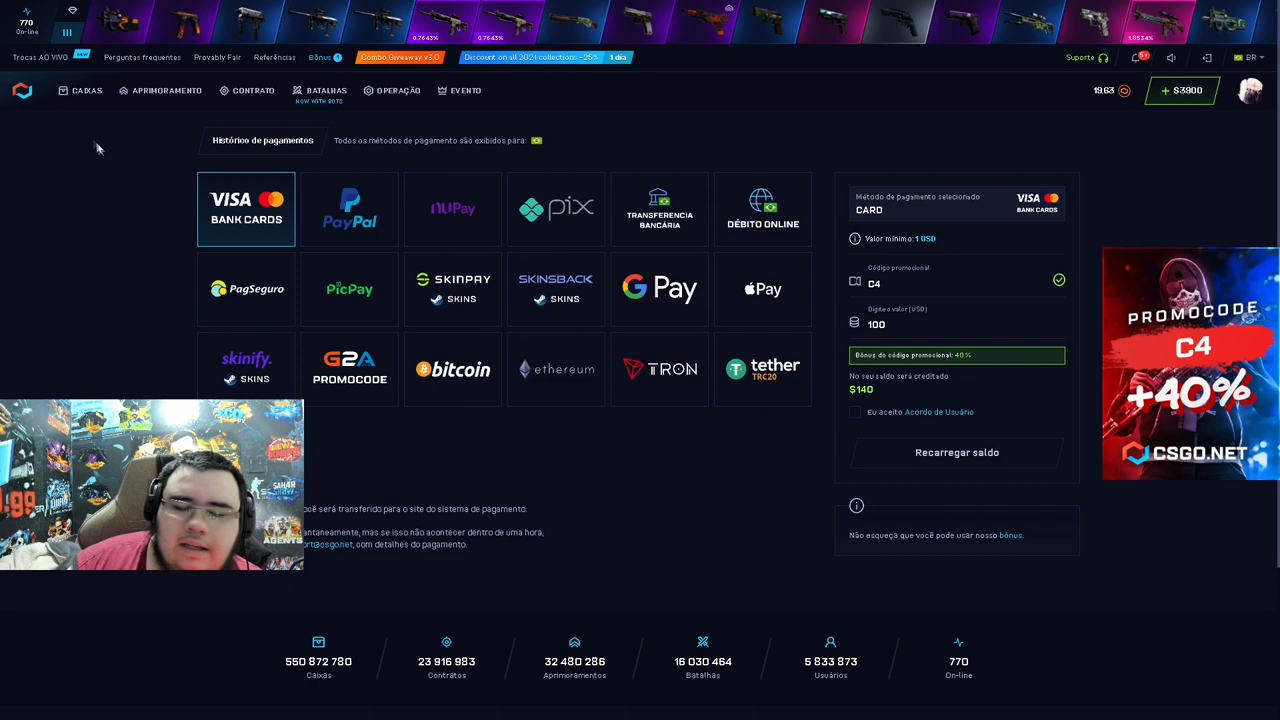 770
On-line
0.7643%
0.7643%
1.8534%
Trocas AO VIVO
NEW
Perguntas frequentes
Provably Fair
Referências
Bônus
Combo Giveaway v3.0
Discount on all 2021 collections -25%
1 dia
Suporte
5+
BR
CAIXAS
APRIMORAMENTO
CONTRATO
BATALHAS
NOW WITH BOTS
OPERAÇÃO
EVENTO
19.63
+ $3900
Histórico de pagamentos
Todos os métodos de pagamento são exibidos para:
VISA
BANK CARDS
PayPal
nuPay
pix
TRANSFERENCIA
BANCÁRIA
DÉBITO ONLINE
PagSeguro
PicPay
SKINPAY
SKINS
SKINSBACK
SKINS
G Pay
Pay
skinify.
SKINS
G2A
PROMOCODE
bitcoin
ethereum
TRON
tether
TRC20
Método de pagamento selecionado
CARD
VISA
BANK CARDS
Valor mínimo: 1 USD
Código promocional
C4
Digite o valor (USD)
100
Bônus do código promocional: 40%
No seu saldo será creditado
$140
Eu aceito Acordo de Usuário
Recarregar saldo
Não esqueça que você pode usar nosso bônus.
PROMOCODE
C4
+40%
CSGO.NET
ocê será transferido para o site do sistema de pagamento.
antaneamente, mas se isso não acontecer dentro de uma hora,
ort@csgo.net, com detalhes do pagamento.
AGENTS
550 872 780
Caixas
23 916 983
Contratos
32 480 286
Aprimoramentos
16 030 464
Batalhas
5 833 873
Usuários
770
On-line